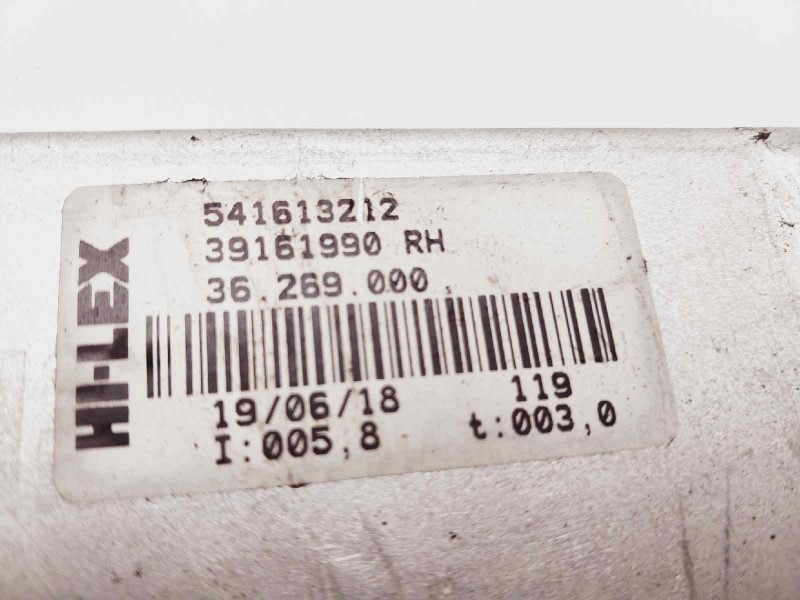 HI-LEX
541613212
39161990 RH
36 269.000
19/06/18 119
I:005,8 t:003,0